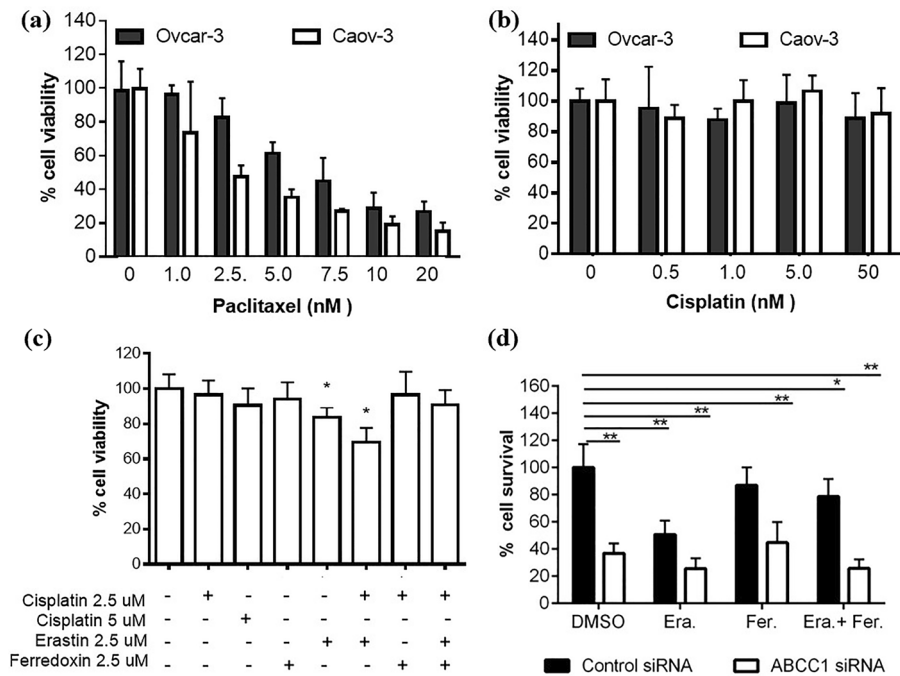 (a)
Ovcar-3 Caov-3
% cell viability
140
120
100
80
60
40
20
0
0 1.0 2.5. 5.0 7.5 10 20
Paclitaxel (nM )
(b)
Ovcar-3 Caov-3
% cell viability
140
120
100
80
60
40
20
0
0 0.5 1.0 5.0 50
Cisplatin (nM )
(c)
% cell viability
120
100
80
60
40
20
0
* *
Cisplatin 2.5 uM - + - - - + + +
Cisplatin 5 uM - - + - - - - -
Erastin 2.5 uM - - - - + + - +
Ferredoxin 2.5 uM - - - + - - + +
(d)
% cell survival
160
140
120
100
80
60
40
20
0
**
*
**
**
**
**
DMSO Era. Fer. Era.+ Fer.
Control siRNA ABCC1 siRNA